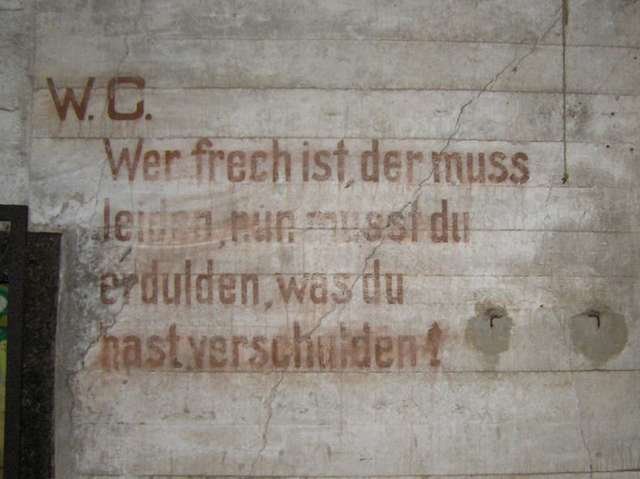 W. C.
Wer frech ist, der muss
leiden, nun musst du
erdulden, was du
hast verschulden!